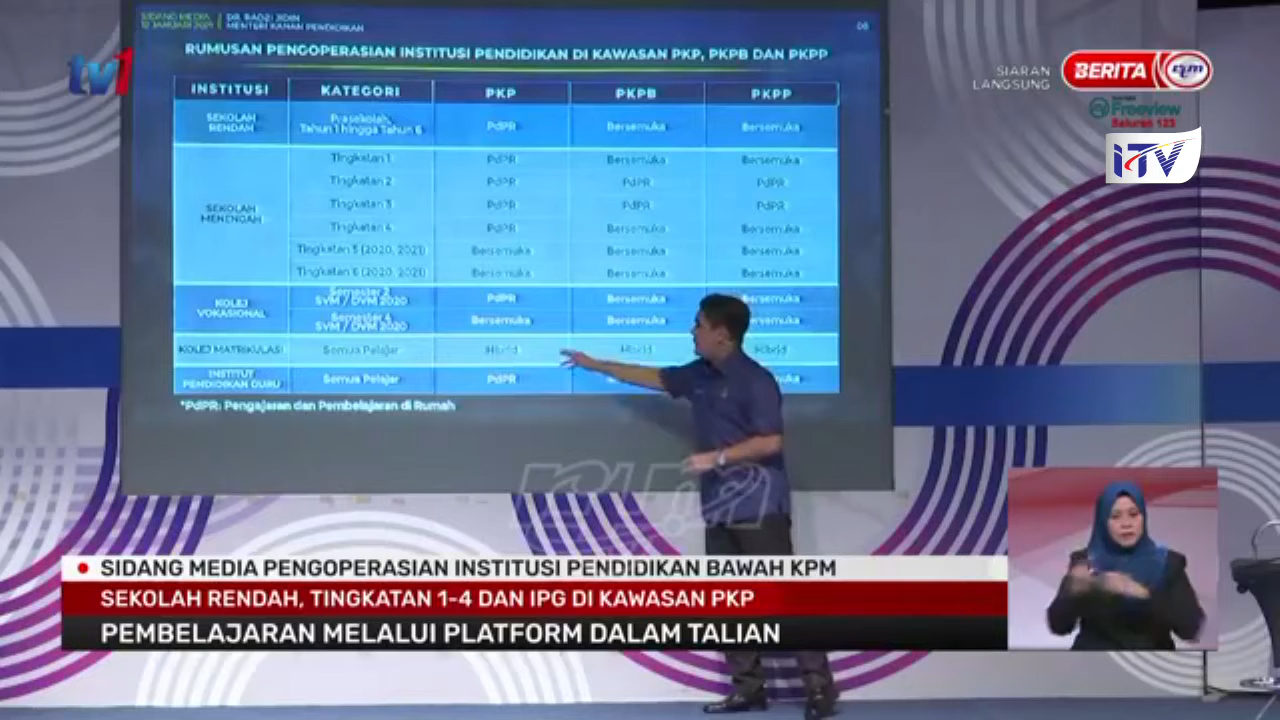 SIDANG MEDIA
12 JANUARI 2021
DR. RADZI JIDIN
MENTERI KANAN PENDIDIKAN
08
RUMUSAN PENGOPERASIAN INSTITUSI PENDIDIKAN DI KAWASAN PKP, PKPB DAN PKPP
tv1
SIARAN
LANGSUNG
BERITA rtm
Freeview
Saluran 123
iTV
INSTITUSI KATEGORI PKP PKPB PKPP
SEKOLAH RENDAH Prasekolah, Tahun 1 hingga Tahun 6 PdPR Bersemuka Bersemuka
SEKOLAH MENENGAH
Tingkatan 1 PdPR Bersemuka Bersemuka
Tingkatan 2 PdPR PdPR PdPR
Tingkatan 3 PdPR PdPR PdPR
Tingkatan 4 PdPR Bersemuka Bersemuka
Tingkatan 5 (2020, 2021) Bersemuka Bersemuka Bersemuka
Tingkatan 6 (2020, 2021) Bersemuka Bersemuka Bersemuka
KOLEJ VOKASIONAL
Semester 2 SVM / DVM 2020 PdPR Bersemuka Bersemuka
Semester 4 SVM / DVM 2020 Bersemuka Bersemuka
KOLEJ MATRIKULASI Semua Pelajar Hibrid Hibrid Hibrid
INSTITUT PENDIDIKAN GURU Semua Pelajar PdPR
*PdPR: Pengajaran dan Pembelajaran di Rumah
SIDANG MEDIA PENGOPERASIAN INSTITUSI PENDIDIKAN BAWAH KPM
SEKOLAH RENDAH, TINGKATAN 1-4 DAN IPG DI KAWASAN PKP
PEMBELAJARAN MELALUI PLATFORM DALAM TALIAN